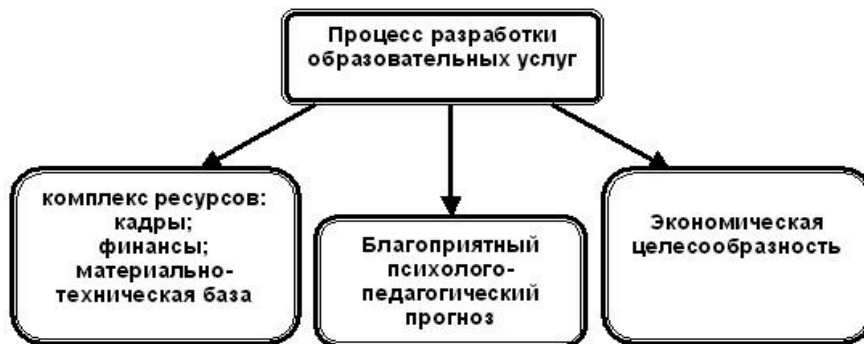 Процесс разработки
образовательных услуг
комплекс ресурсов:
кадры;
финансы;
материально-
техническая база
Благоприятный
психолого-
педагогический
прогноз
Экономическая
целесообразность